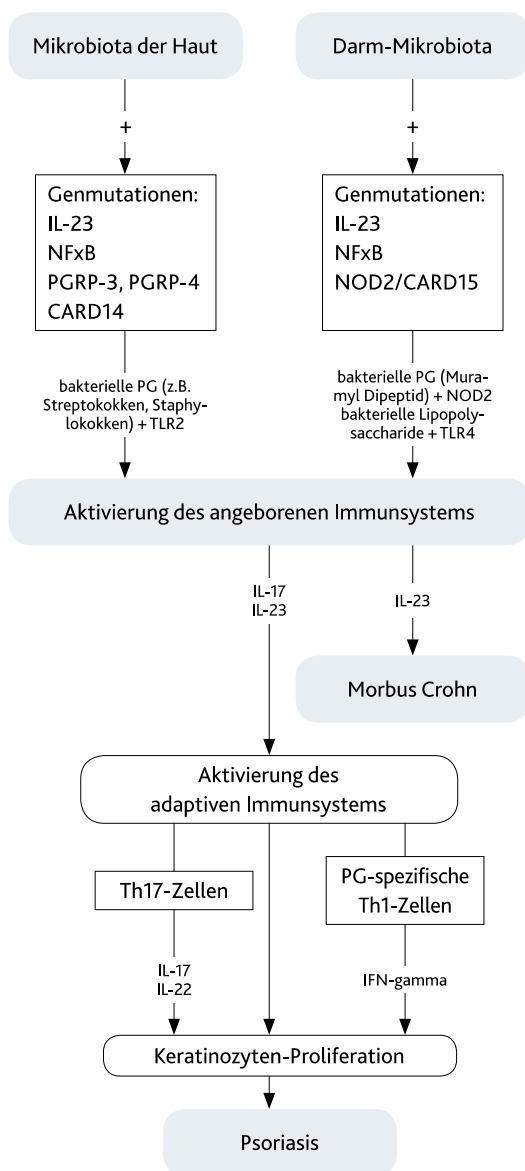 Mikrobiota der Haut
Darm-Mikrobiota
+
+
Genmutationen:
IL-23
NFxB
PGRP-3, PGRP-4
CARD14
Genmutationen:
IL-23
NFxB
NOD2/CARD15
bakterielle PG (z.B.
Streptokokken, Staphy-
lokokken) + TLR2
bakterielle PG (Mura-
myl Dipeptid) + NOD2
bakterielle Lipopoly-
saccharide + TLR4
Aktivierung des angeborenen Immunsystems
IL-17
IL-23
IL-23
Morbus Crohn
Aktivierung des
adaptiven Immunsystems
Th17-Zellen
PG-spezifische
Th1-Zellen
IL-17
IL-22
IFN-gamma
Keratinozyten-Proliferation
Psoriasis